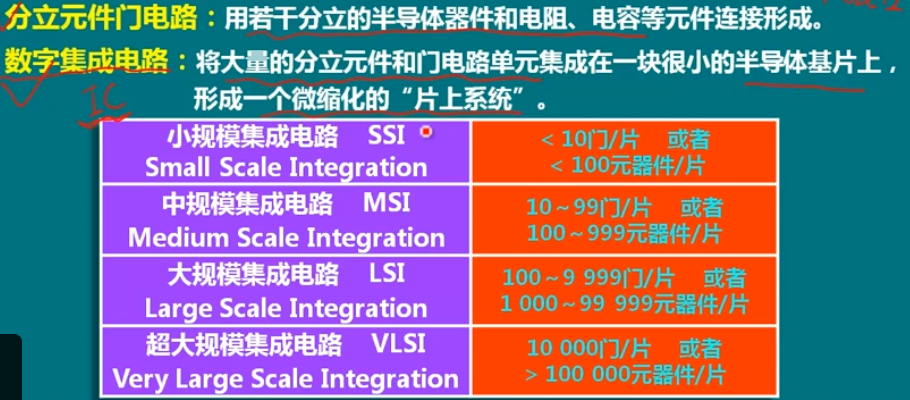 分立元件门电路：用若干分立的半导体器件和电阻、电容等元件连接形成。
数字集成电路：将大量的分立元件和门电路单元集成在一块很小的半导体基片上，
形成一个微缩化的“片上系统”。
IC
小规模集成电路 SSI
Small Scale Integration
< 10门/片 或者
< 100元器件/片
中规模集成电路 MSI
Medium Scale Integration
10～99门/片 或者
100～999元器件/片
大规模集成电路 LSI
Large Scale Integration
100～9 999门/片 或者
1 000～99 999元器件/片
超大规模集成电路 VLSI
Very Large Scale Integration
10 000门/片 或者
> 100 000元器件/片